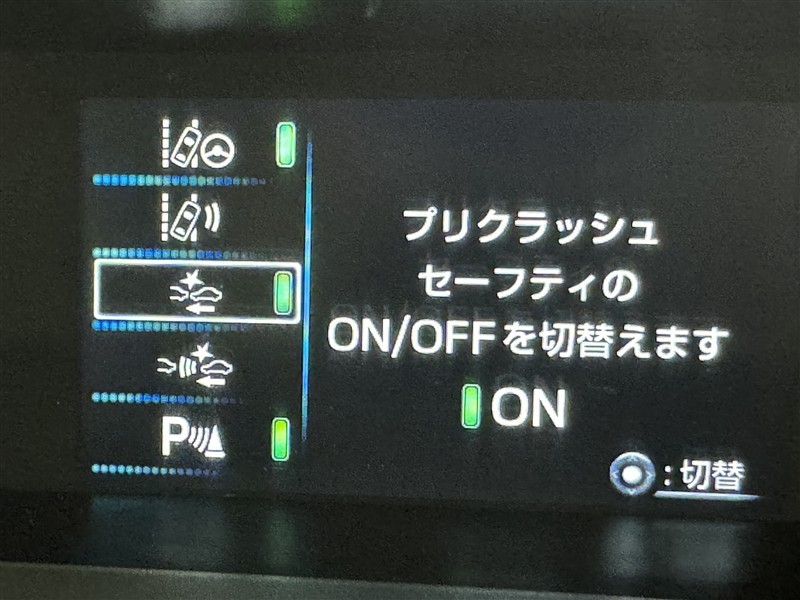 プリクラッシュ
セーフティの
ON/OFFを切替えます
ON
:切替
P